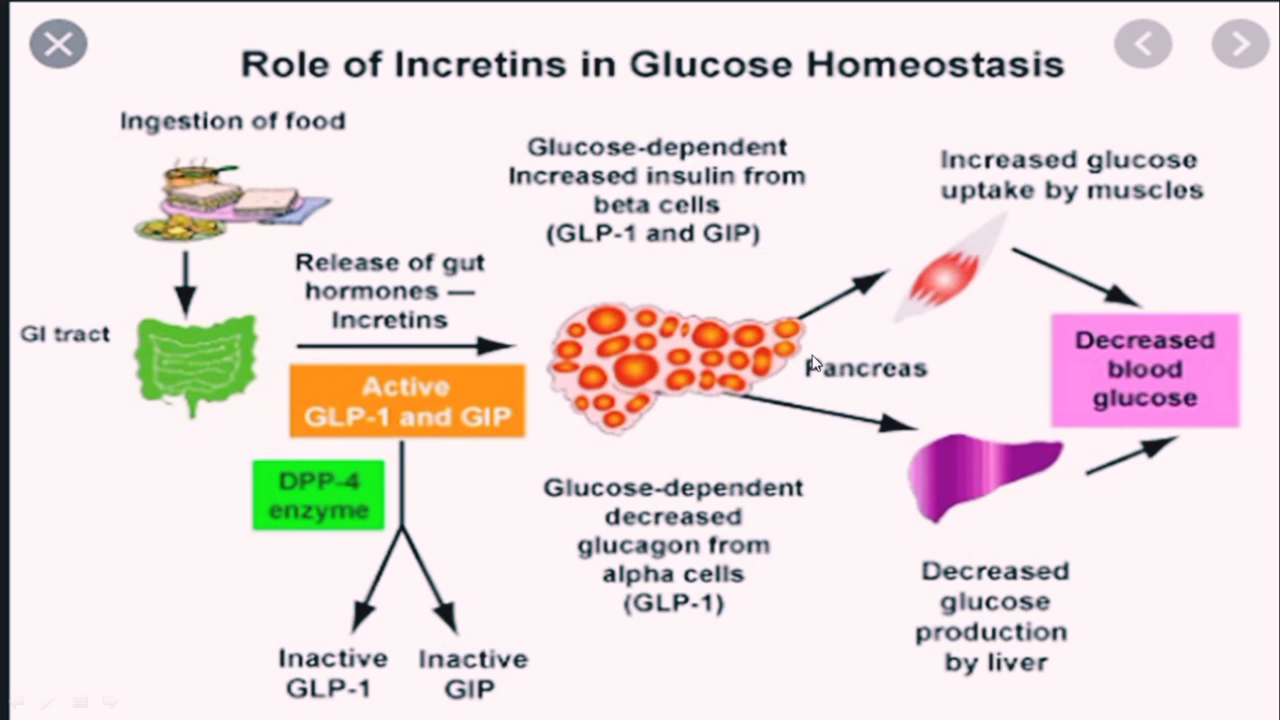 Role of Incretins in Glucose Homeostasis
Ingestion of food
GI tract
Release of gut
hormones —
Incretins
Active
GLP-1 and GIP
DPP-4
enzyme
Inactive
GLP-1
Inactive
GIP
Glucose-dependent
Increased insulin from
beta cells
(GLP-1 and GIP)
Pancreas
Glucose-dependent
decreased
glucagon from
alpha cells
(GLP-1)
Increased glucose
uptake by muscles
Decreased
blood
glucose
Decreased
glucose
production
by liver